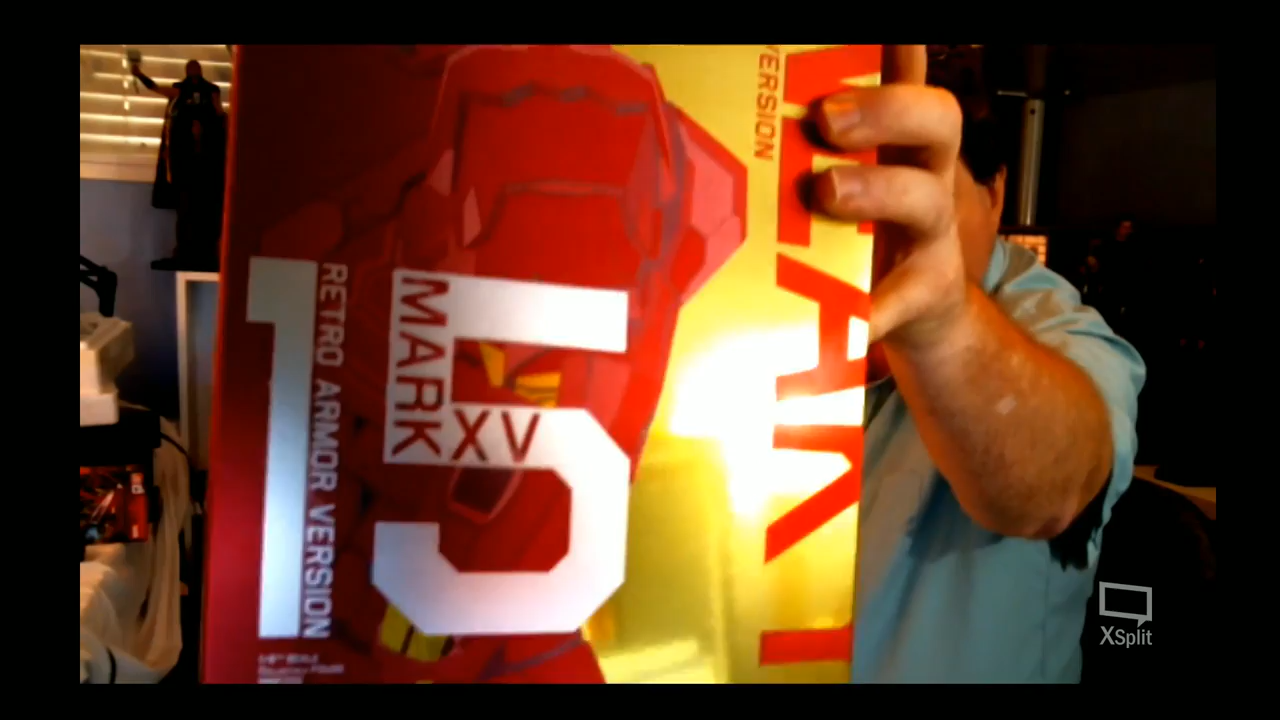 VERSION
15
MARK
XV
RETRO ARMOR VERSION
XSplit